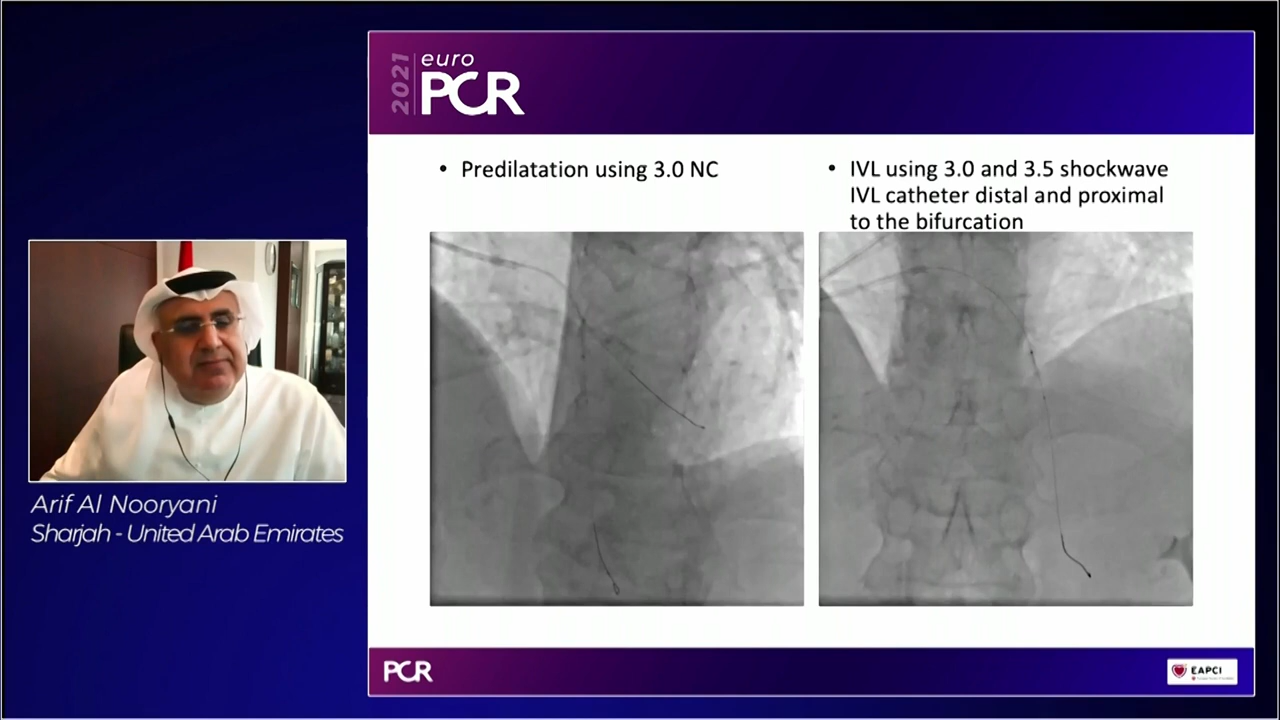 2021
euro
PCR
• Predilatation using 3.0 NC
• IVL using 3.0 and 3.5 shockwave
IVL catheter distal and proximal
to the bifurcation
Arif Al Nooryani
Sharjah - United Arab Emirates
PCR
EAPCI